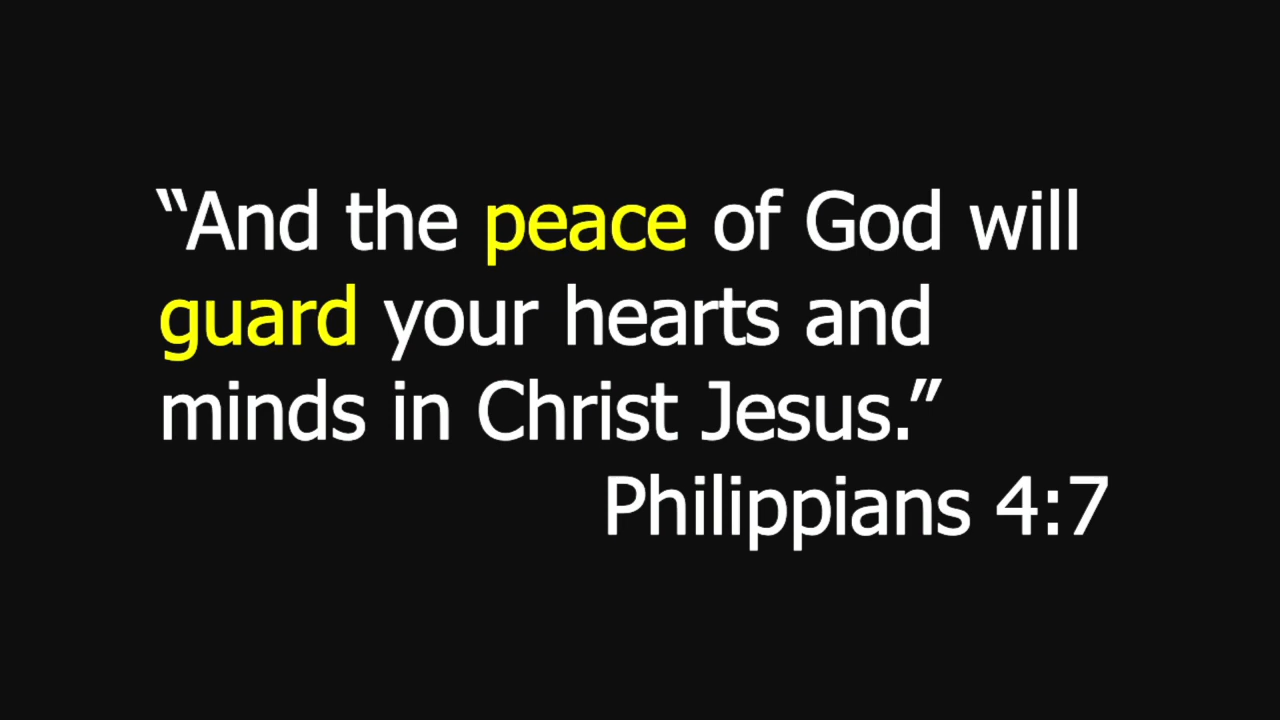 “And the peace of God will
guard your hearts and
minds in Christ Jesus.”
Philippians 4:7